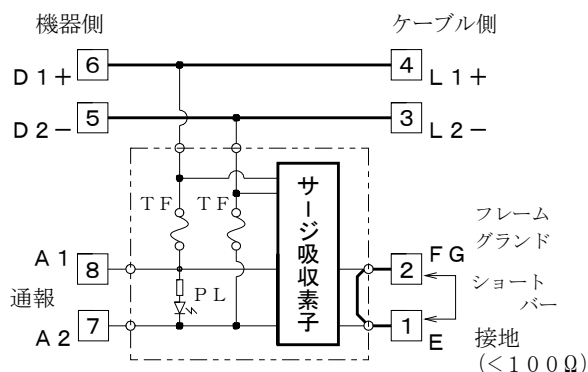 機器側
ケーブル側
D1+ 6 4 L1+
D2- 5 3 L2-
サージ吸収素子
TF TF
フレーム
グランド
A1 8 2 FG
通報
PL
ショート
バー
A2 7 1 E
接地
(<100Ω)